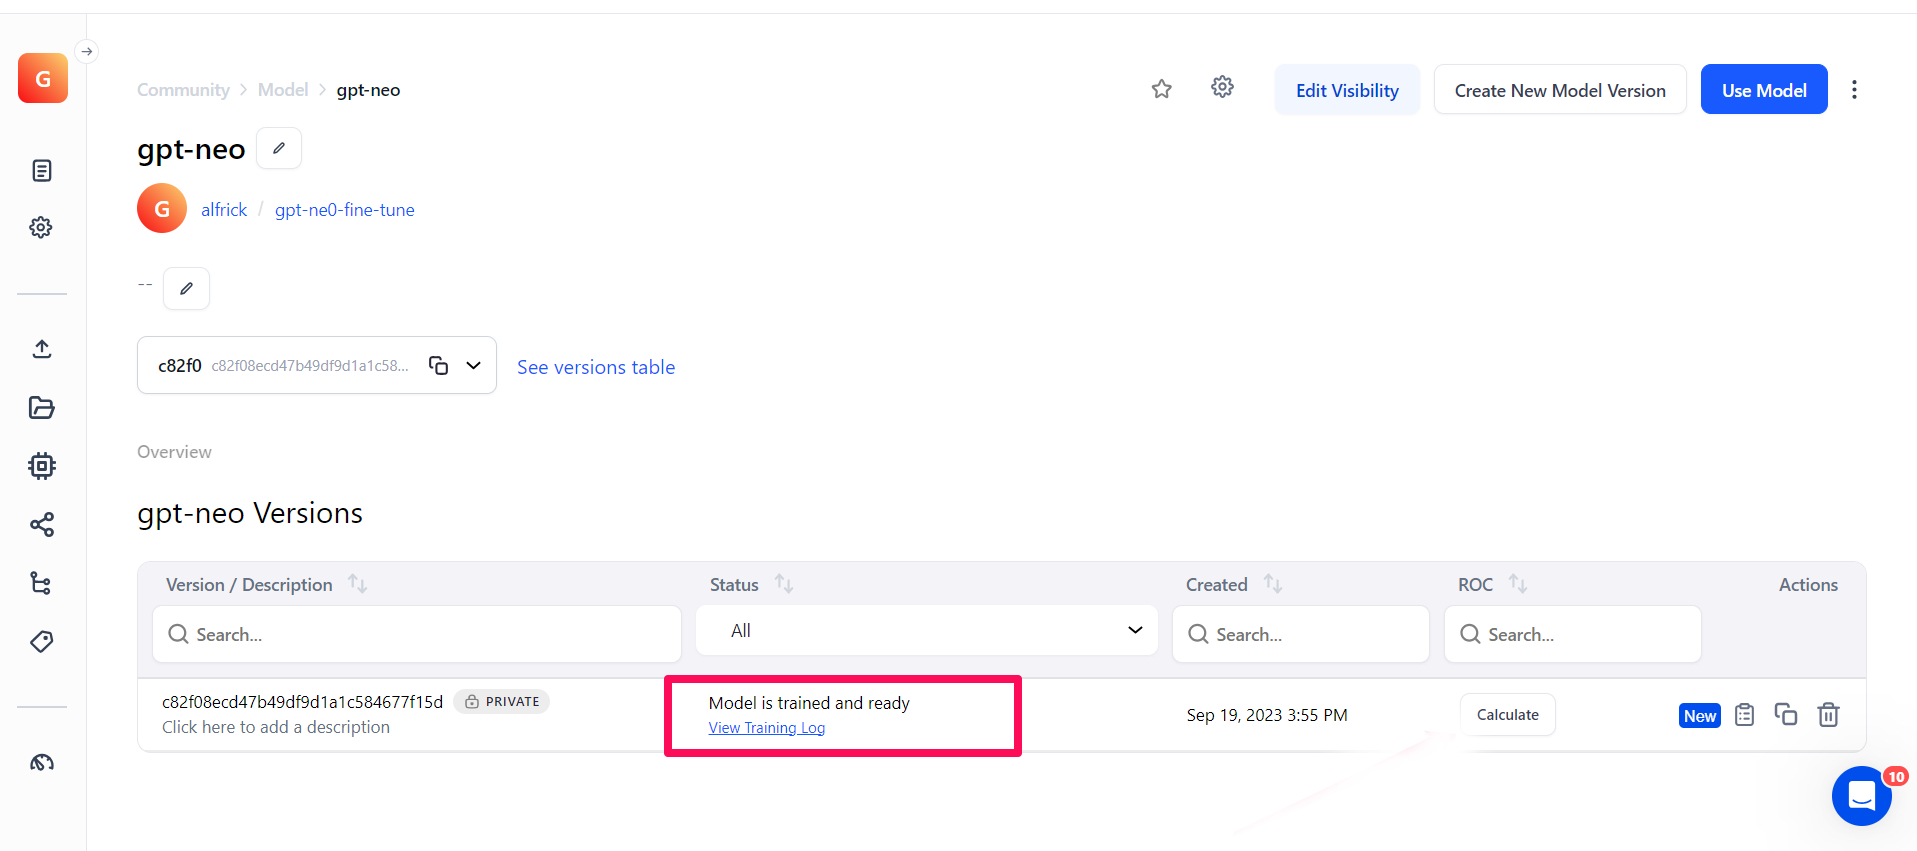 G
Community > Model > gpt-neo
Edit Visibility
Create New Model Version
Use Model
gpt-neo
G
alfrick / gpt-ne0-fine-tune
--
c82f0 c82f08ecd47b49df9d1a1c58...
See versions table
Overview
gpt-neo Versions
Version / Description
Status
Created
ROC
Actions
Search...
All
Search...
Search...
c82f08ecd47b49df9d1a1c584677f15d PRIVATE
Click here to add a description
Model is trained and ready
View Training Log
Sep 19, 2023 3:55 PM
Calculate
New
10